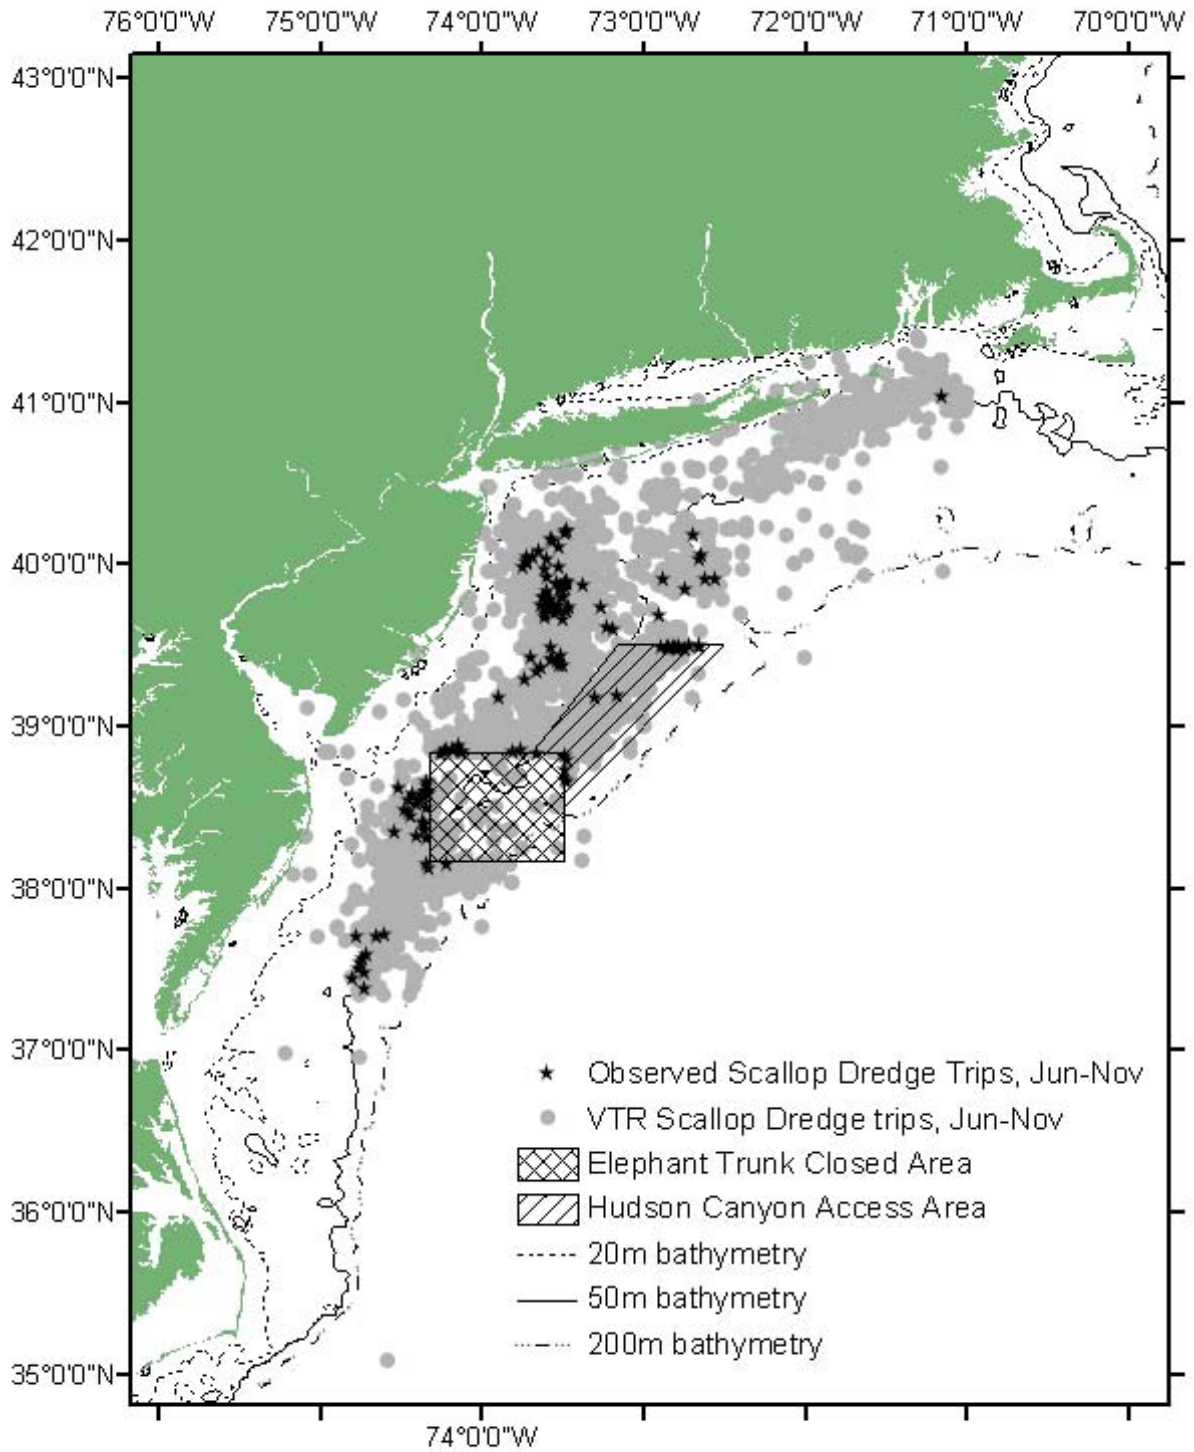 76°0'0"W 75°0'0"W 74°0'0"W 73°0'0"W 72°0'0"W 71°0'0"W 70°0'0"W
43°0'0"N
42°0'0"N
41°0'0"N
40°0'0"N
39°0'0"N
38°0'0"N
37°0'0"N
Observed Scallop Dredge Trips, Jun-Nov
VTR Scallop Dredge trips, Jun-Nov
Elephant Trunk Closed Area
36°0'0"N
Hudson Canyon Access Area
20m bathymetry
50m bathymetry
200m bathymetry
35°0'0"N
74°0'0"W